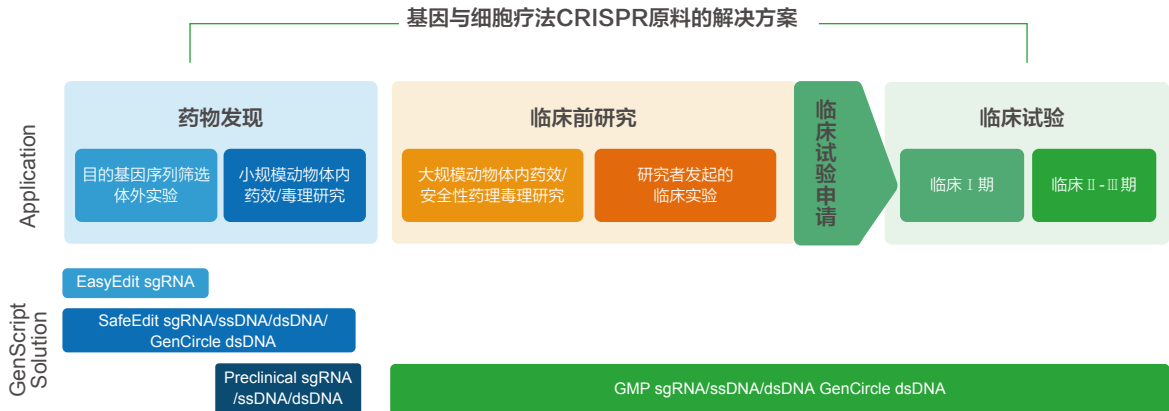 基因与细胞疗法CRISPR原料的解决方案
Application
药物发现
目的基因序列筛选
体外实验
小规模动物体内
药效/毒理研究
临床前研究
大规模动物体内药效/
安全性药理毒理研究
研究者发起的
临床实验
临床试验申请
临床试验
临床Ⅰ期
临床Ⅱ-Ⅲ期
GenScript
Solution
EasyEdit sgRNA
SafeEdit sgRNA/ssDNA/dsDNA/
GenCircle dsDNA
Preclinical sgRNA
/ssDNA/dsDNA
GMP sgRNA/ssDNA/dsDNA GenCircle dsDNA